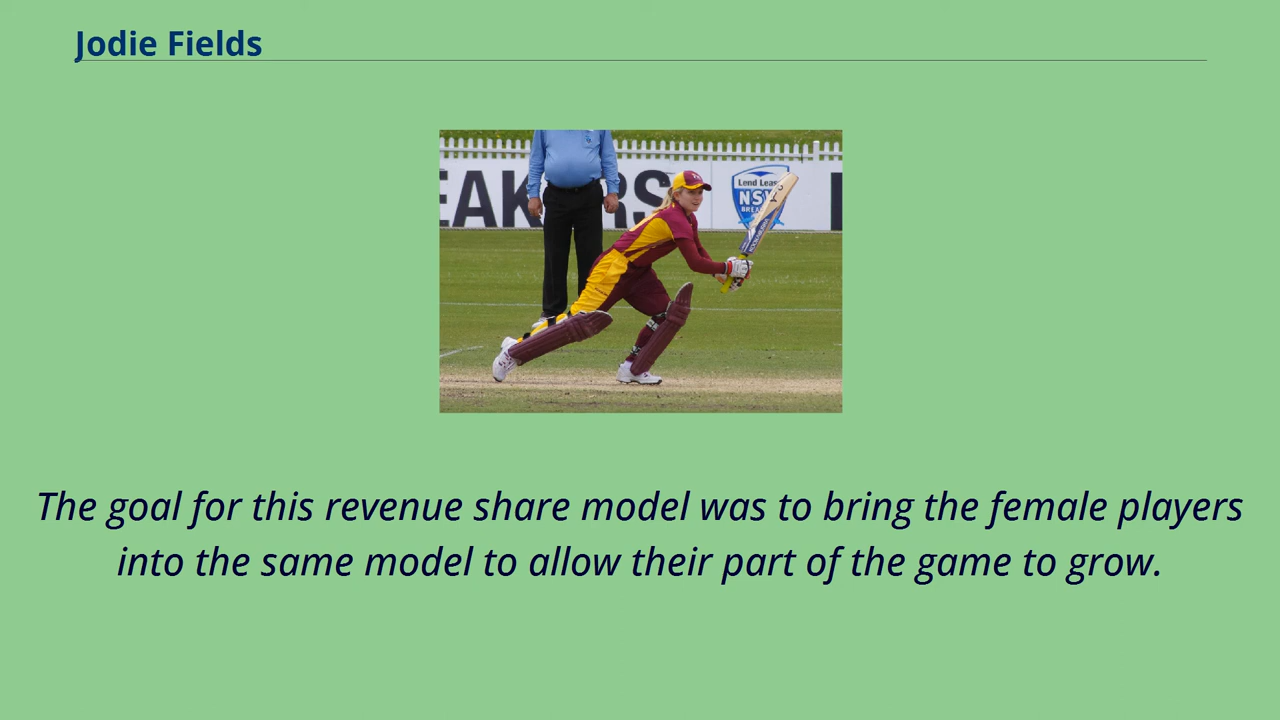 Jodie Fields
EAKERS
Lend Lease
NSW
BREA
The goal for this revenue share model was to bring the female players
into the same model to allow their part of the game to grow.